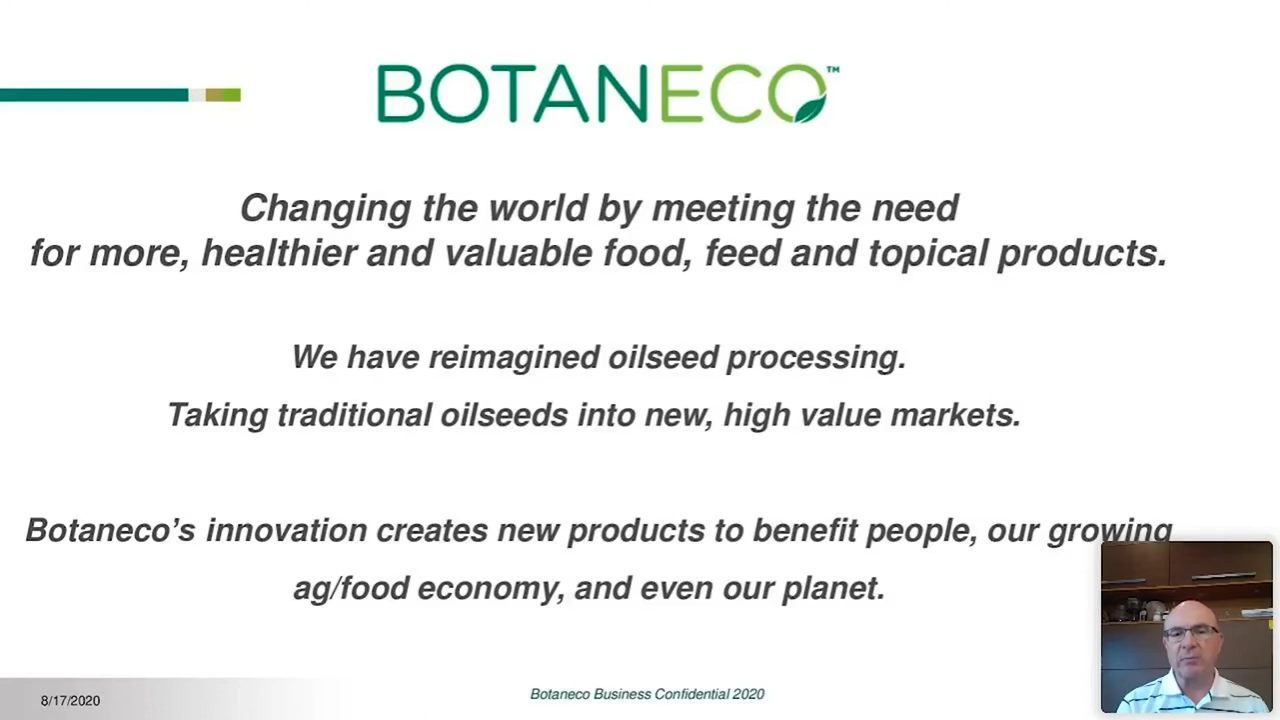 BOTANECO™
Changing the world by meeting the need
for more, healthier and valuable food, feed and topical products.
We have reimagined oilseed processing.
Taking traditional oilseeds into new, high value markets.
Botaneco’s innovation creates new products to benefit people, our growing
ag/food economy, and even our planet.
8/17/2020
Botaneco Business Confidential 2020